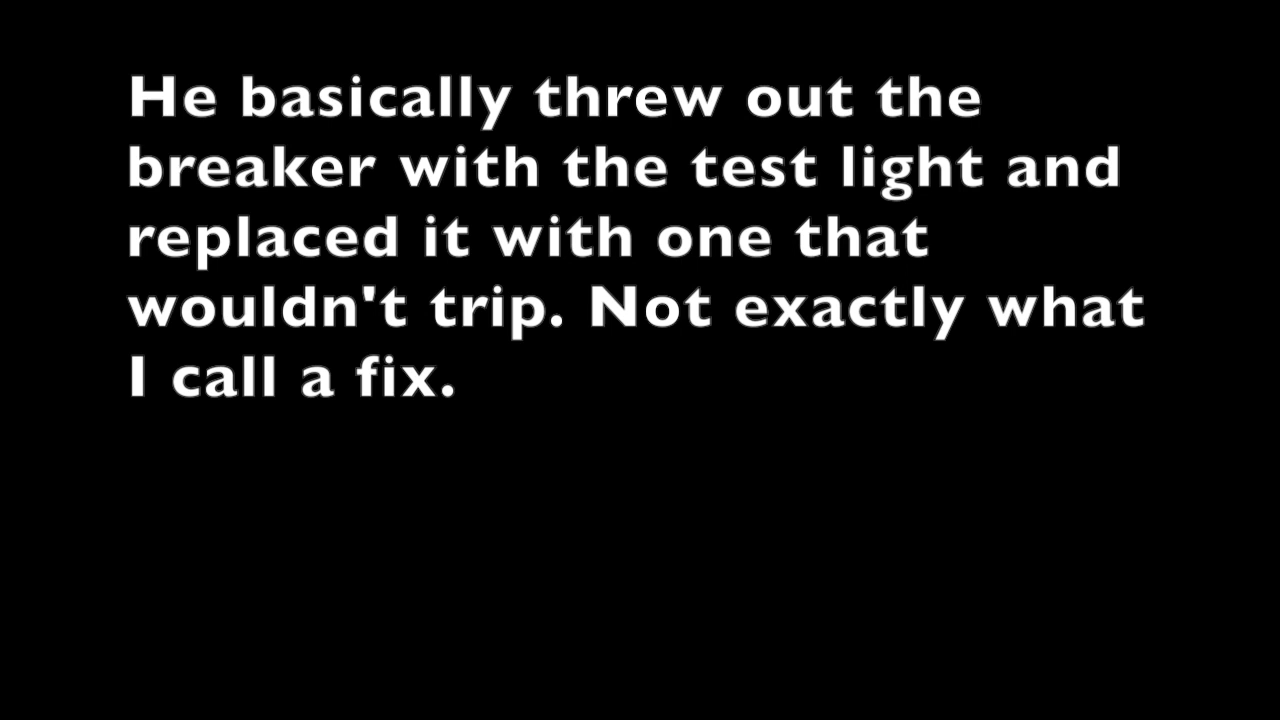 He basically threw out the
breaker with the test light and
replaced it with one that
wouldn't trip. Not exactly what
I call a fix.